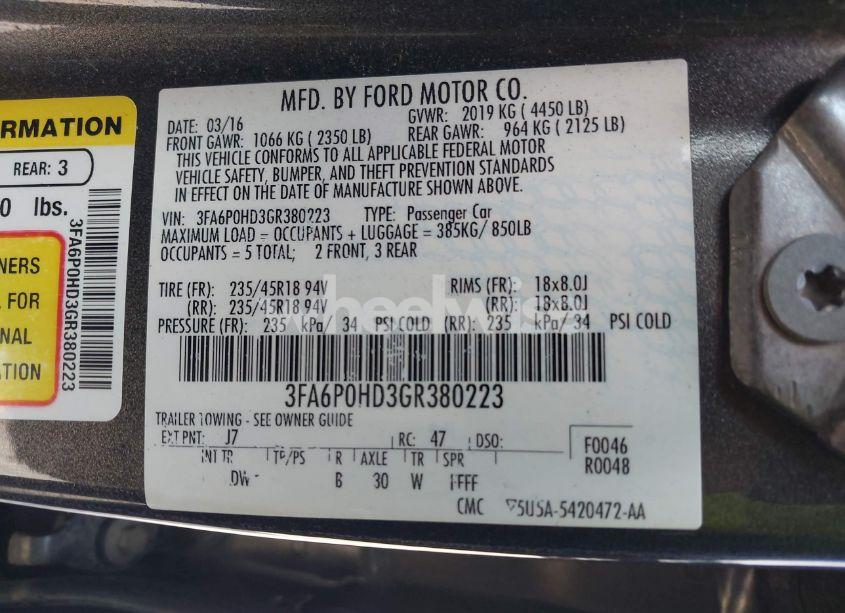 MFD. BY FORD MOTOR CO.
DATE: 03/16
GVWR: 2019 KG ( 4450 LB)
FRONT GAWR: 1066 KG ( 2350 LB)
REAR GAWR: 964 KG ( 2125 LB)
THIS VEHICLE CONFORMS TO ALL APPLICABLE FEDERAL MOTOR
VEHICLE SAFETY, BUMPER, AND THEFT PREVENTION STANDARDS
IN EFFECT ON THE DATE OF MANUFACTURE SHOWN ABOVE.
VIN: 3FA6P0HD3GR380223 TYPE: Passenger Car
MAXIMUM LOAD = OCCUPANTS + LUGGAGE = 385KG/ 850LB
OCCUPANTS = 5 TOTAL; 2 FRONT, 3 REAR
TIRE (FR): 235/45R18 94V RIMS (FR): 18x8.0J
(RR): 235/45R18 94V (RR): 18x8.0J
PRESSURE (FR): 235 kPa/ 34 PSI COLD (RR): 235 kPa/ 34 PSI COLD
3FA6P0HD3GR380223
TRAILER TOWING - SEE OWNER GUIDE
EXT PNT: J7 RC: 47 DSO:
INT TR TP/PS R AXLE TR SPR
DW B 30 W FFF
F0046
R0048
CMC 5USA-5420472-AA
RMATION
REAR: 3
0 lbs.
NERS
L FOR
NAL
ATION
3FA6P0HD3GR380223
wheelwise